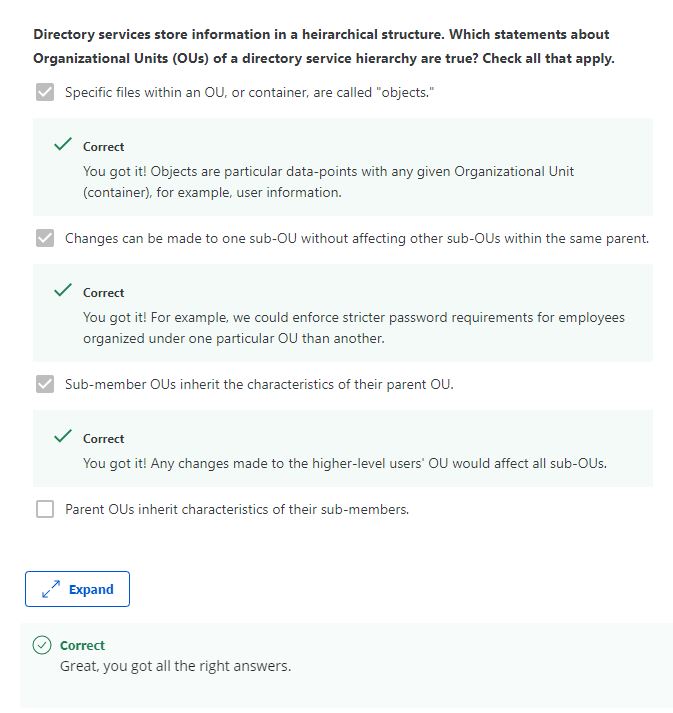 Directory services store information in a heirarchical structure. Which statements about
Organizational Units (OUs) of a directory service hierarchy are true? Check all that apply.
Specific files within an OU, or container, are called "objects."
Correct
You got it! Objects are particular data-points with any given Organizational Unit
(container), for example, user information.
Changes can be made to one sub-OU without affecting other sub-OUs within the same parent.
Correct
You got it! For example, we could enforce stricter password requirements for employees
organized under one particular OU than another.
Sub-member OUs inherit the characteristics of their parent OU.
Correct
You got it! Any changes made to the higher-level users' OU would affect all sub-OUs.
Parent OUs inherit characteristics of their sub-members.
Expand
Correct
Great, you got all the right answers.